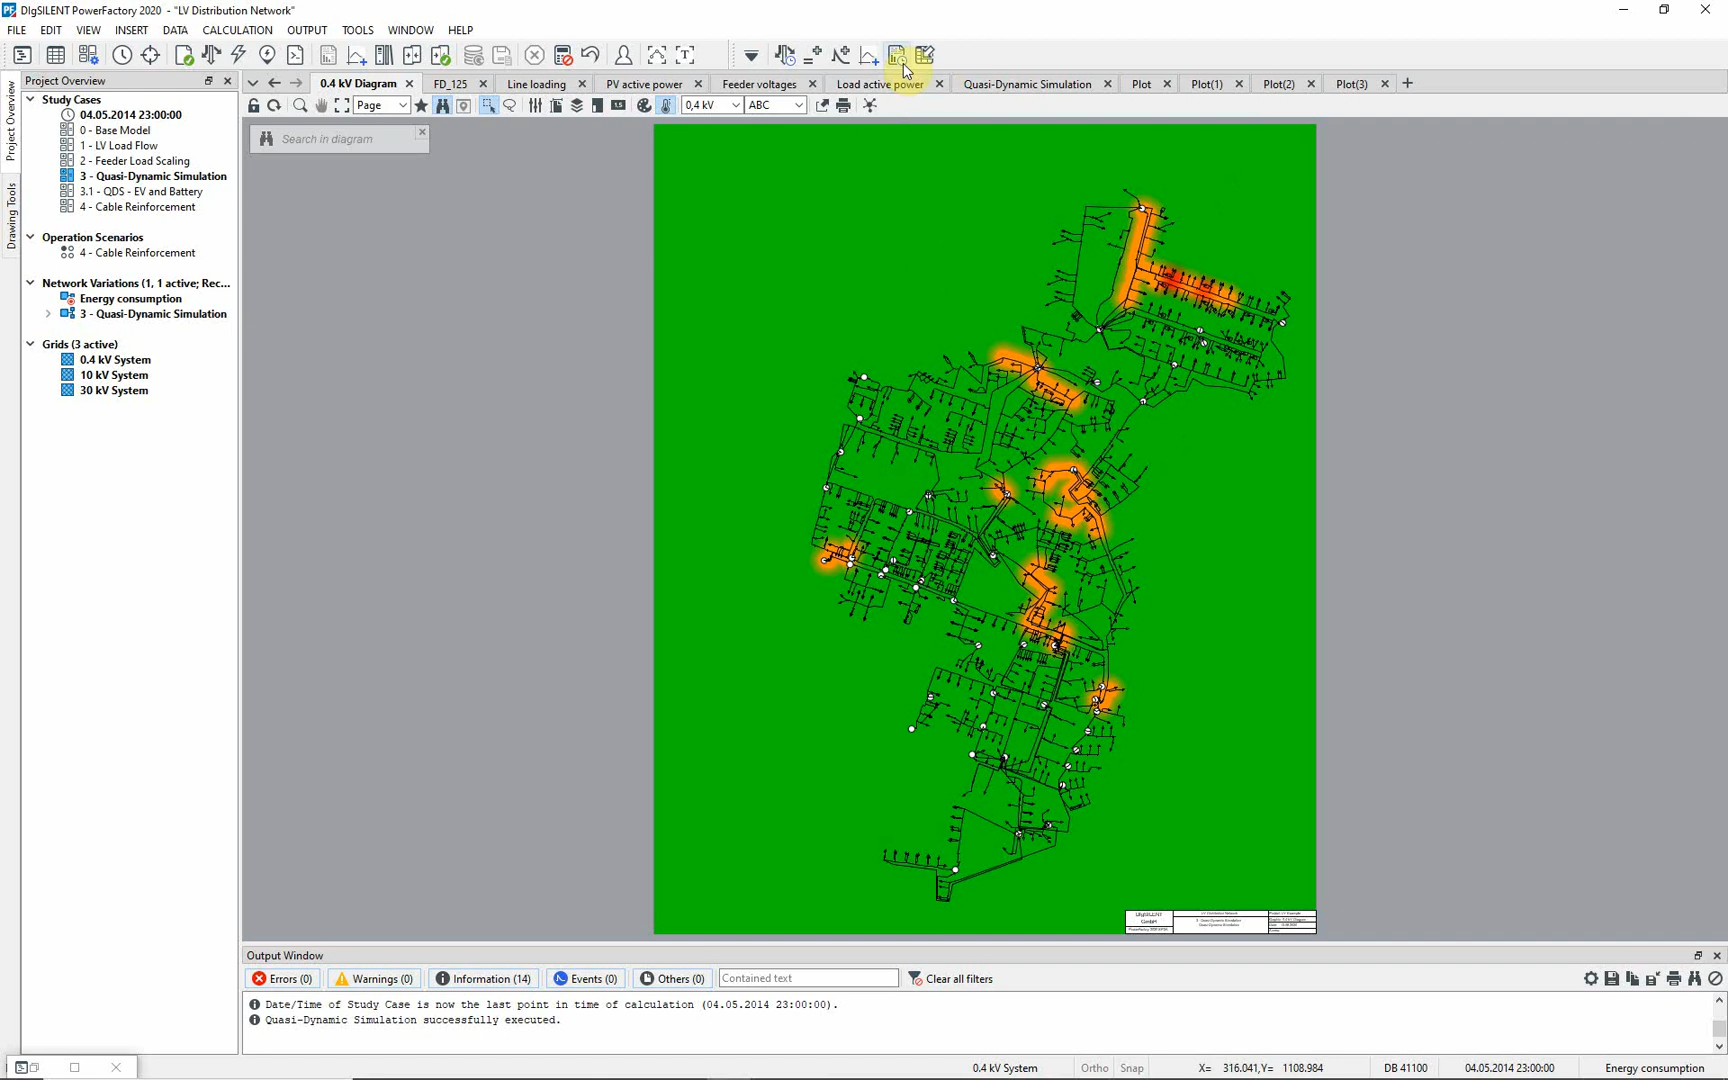 DIgSILENT PowerFactory 2020 - "LV Distribution Network"
FILE EDIT VIEW INSERT DATA CALCULATION OUTPUT TOOLS WINDOW HELP
Project Overview
0.4 kV Diagram FD_125 Line loading PV active power Feeder voltages Load active power Quasi-Dynamic Simulation Plot Plot(1) Plot(2) Plot(3)
Page 0,4 kV ABC
Search in diagram
Project Overview
Drawing Tools
Study Cases
04.05.2014 23:00:00
0 - Base Model
1 - LV Load Flow
2 - Feeder Load Scaling
3 - Quasi-Dynamic Simulation
3.1 - QDS - EV and Battery
4 - Cable Reinforcement
Operation Scenarios
4 - Cable Reinforcement
Network Variations (1, 1 active; Rec...
Energy consumption
3 - Quasi-Dynamic Simulation
Grids (3 active)
0.4 kV System
10 kV System
30 kV System
DIgSILENT
GmbH
Output Window
Errors (0) Warnings (0) Information (14) Events (0) Others (0) Contained text Clear all filters
Date/Time of Study Case is now the last point in time of calculation (04.05.2014 23:00:00).
Quasi-Dynamic Simulation successfully executed.
0.4 kV System Ortho Snap X= 316.041,Y= 1108.984 DB 41100 04.05.2014 23:00:00 Energy consumption